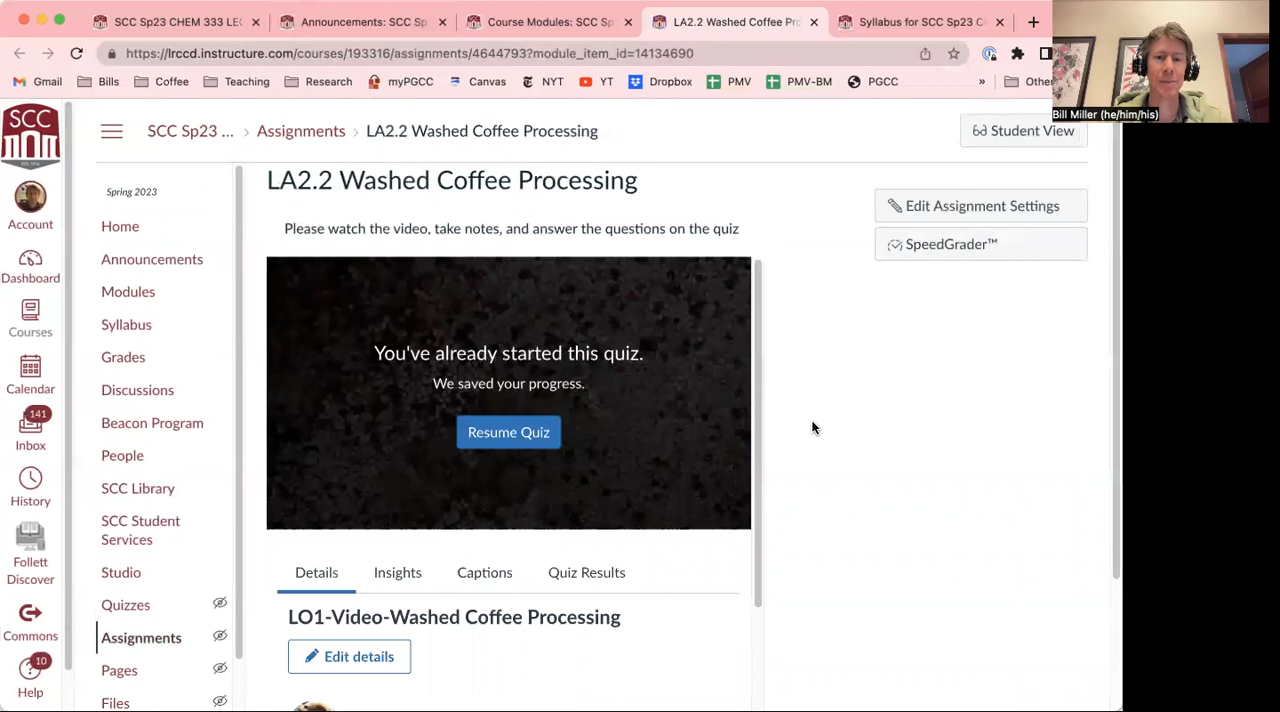 SCC Sp23 CHEM 333 LEC
Announcements: SCC Sp
Course Modules: SCC Sp
LA2.2 Washed Coffee Pro
Syllabus for SCC Sp23 C
https://lrccd.instructure.com/courses/193316/assignments/4644793?module_item_id=14134690
Gmail
Bills
Coffee
Teaching
Research
myPGCC
Canvas
NYT
YT
Dropbox
PMV
PMV-BM
PGCC
»
Other
Bill Miller (he/him/his)
SCC
SCC Sp23 ... › Assignments › LA2.2 Washed Coffee Processing
Student View
Account
Dashboard
Courses
Calendar
141
Inbox
History
Follett
Discover
Commons
10
Help
Spring 2023
Home
Announcements
Modules
Syllabus
Grades
Discussions
Beacon Program
People
SCC Library
SCC Student
Services
Studio
Quizzes
Assignments
Pages
Files
LA2.2 Washed Coffee Processing
Please watch the video, take notes, and answer the questions on the quiz
You've already started this quiz.
We saved your progress.
Resume Quiz
Details
Insights
Captions
Quiz Results
LO1-Video-Washed Coffee Processing
Edit details
Edit Assignment Settings
SpeedGrader™